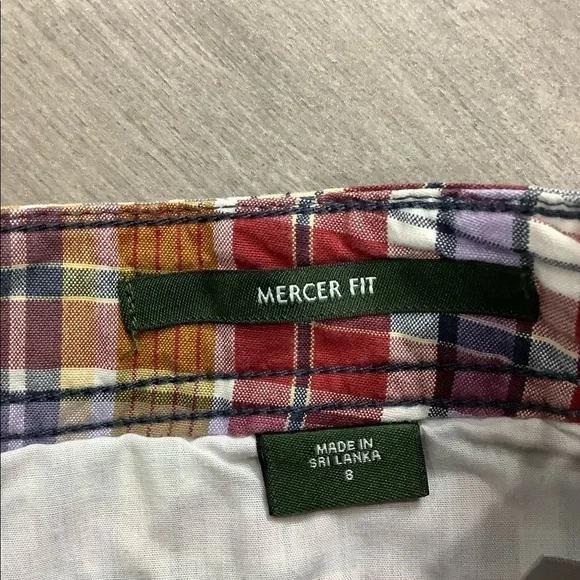 MERCER FIT
MADE IN
SRI LANKA
8